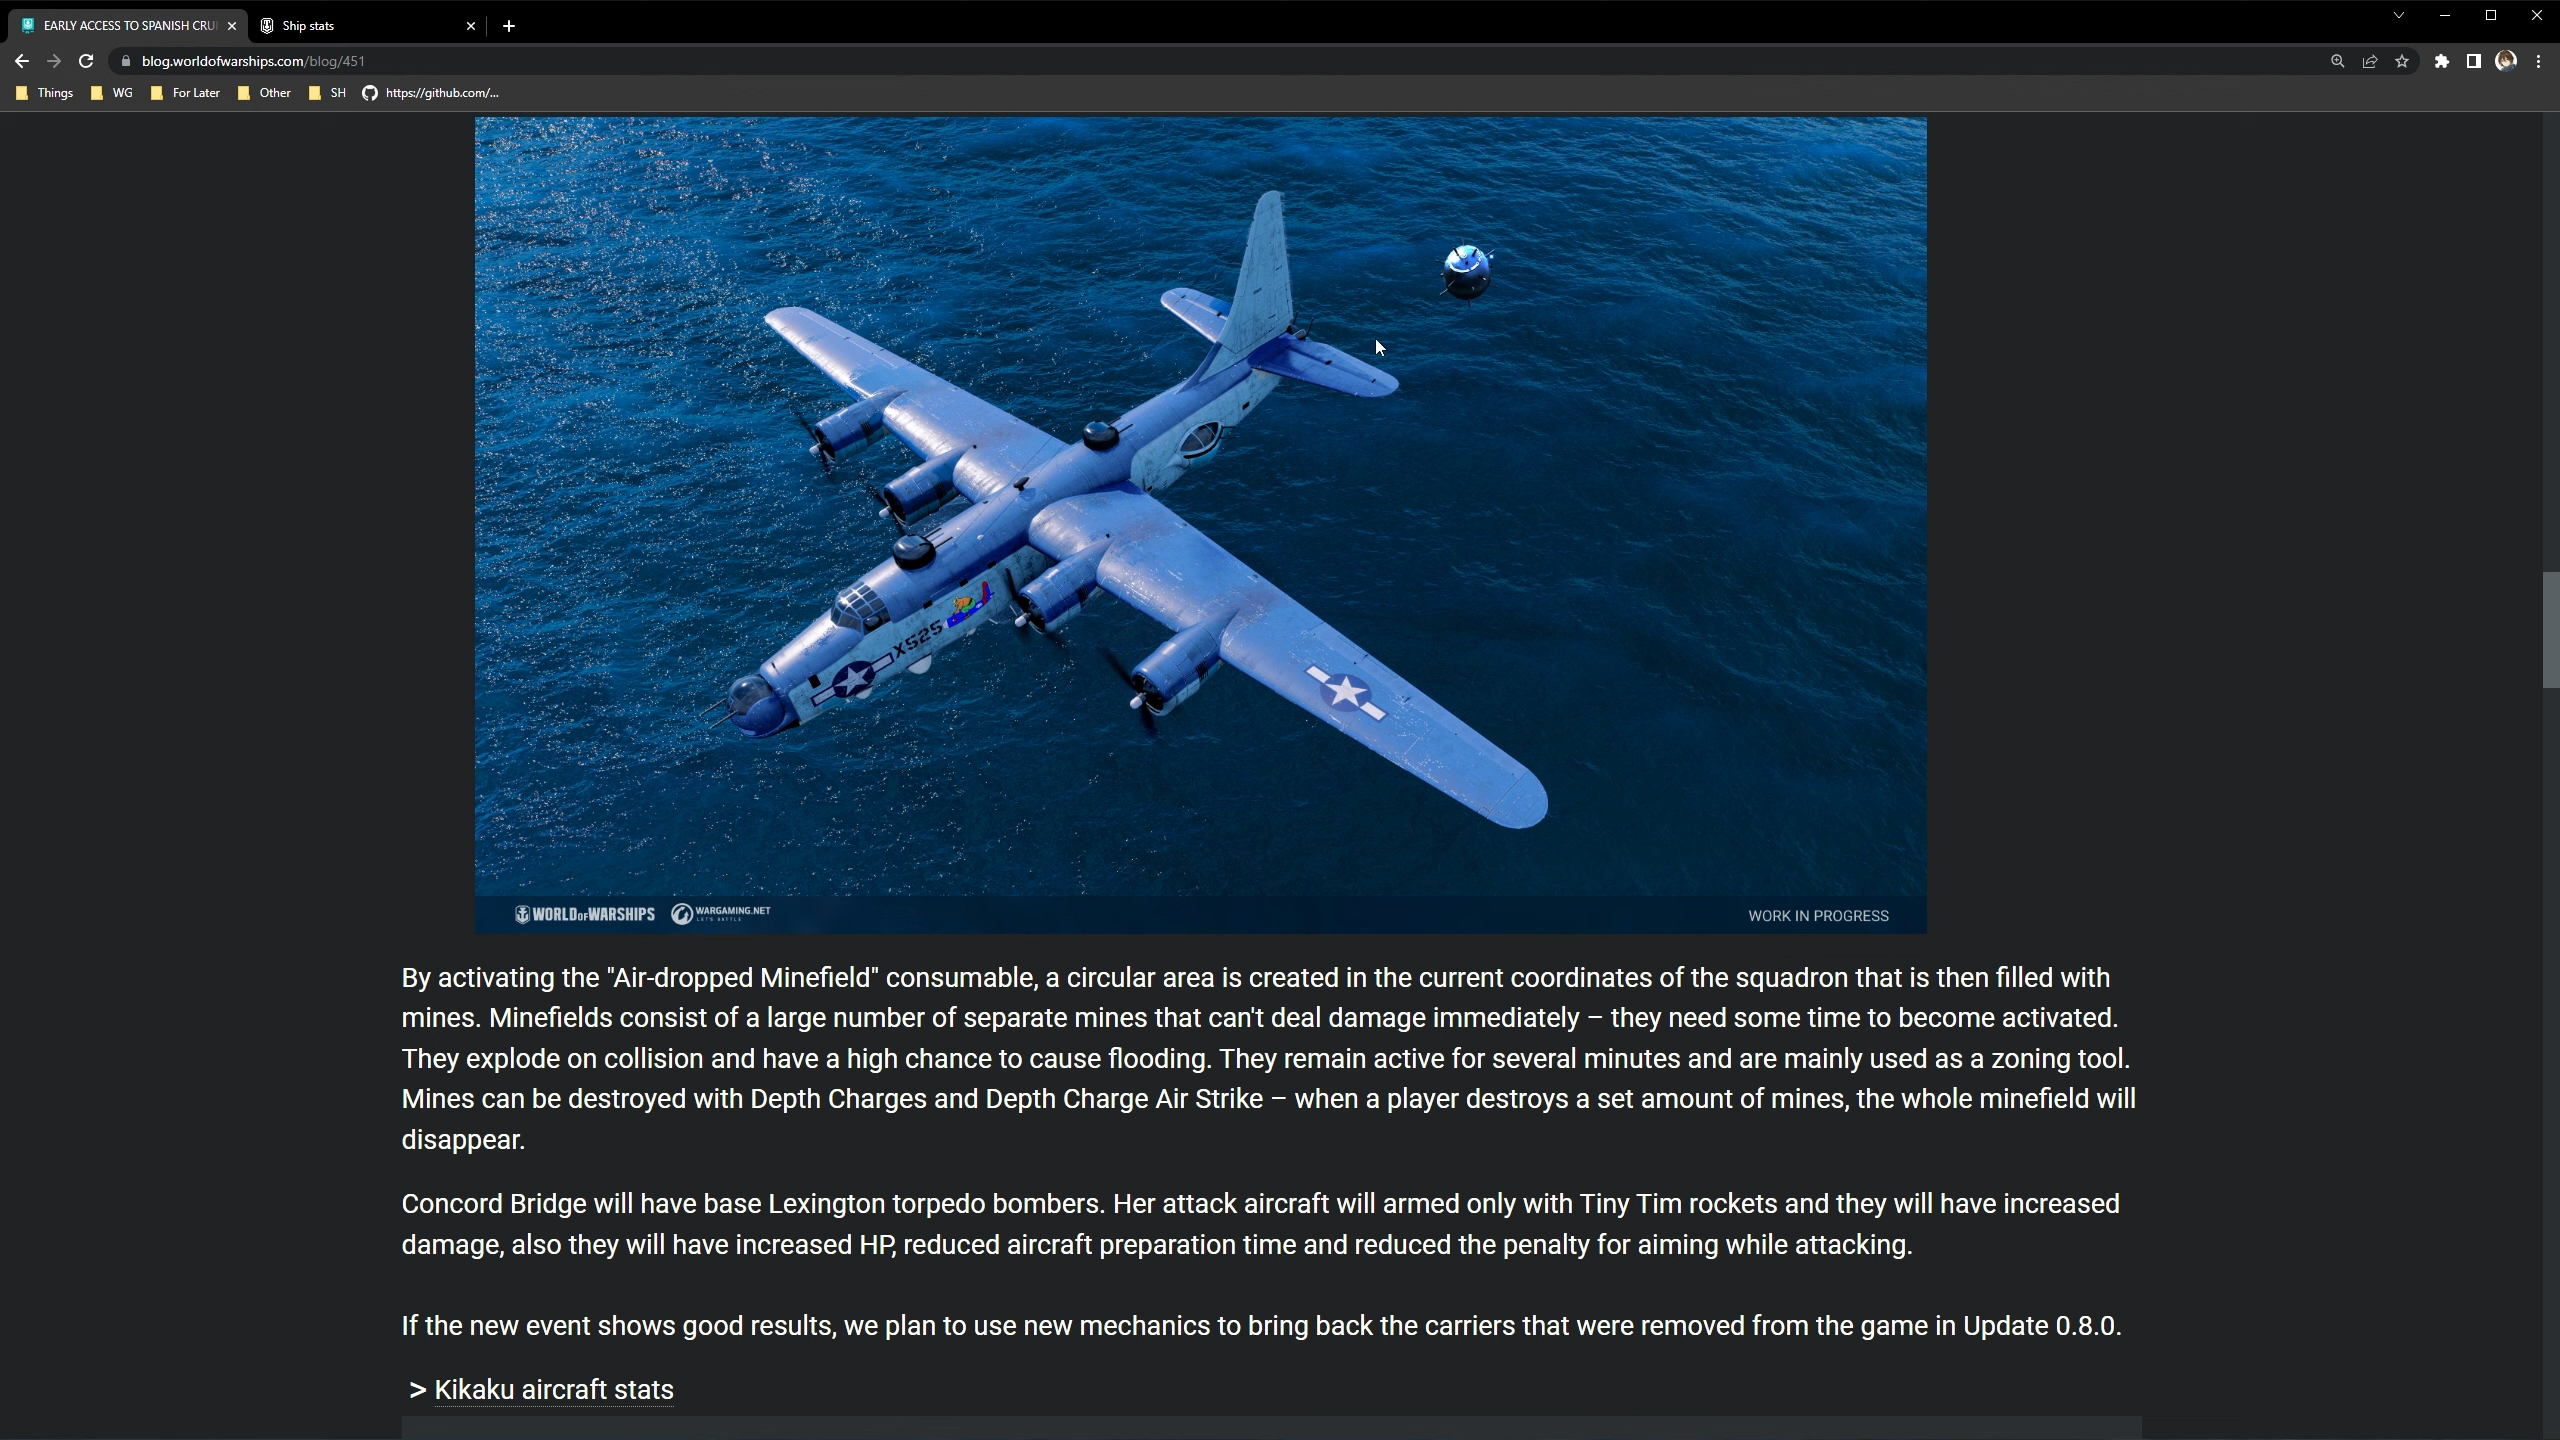 EARLY ACCESS TO SPANISH CRU
Ship stats
blog.worldofwarships.com/blog/451
Things
WG
For Later
Other
SH
https://github.com/...
X525
WORLD OF WARSHIPS
WARGAMING.NET
LET'S BATTLE
WORK IN PROGRESS
By activating the "Air-dropped Minefield" consumable, a circular area is created in the current coordinates of the squadron that is then filled with
mines. Minefields consist of a large number of separate mines that can't deal damage immediately – they need some time to become activated.
They explode on collision and have a high chance to cause flooding. They remain active for several minutes and are mainly used as a zoning tool.
Mines can be destroyed with Depth Charges and Depth Charge Air Strike – when a player destroys a set amount of mines, the whole minefield will
disappear.
Concord Bridge will have base Lexington torpedo bombers. Her attack aircraft will armed only with Tiny Tim rockets and they will have increased
damage, also they will have increased HP, reduced aircraft preparation time and reduced the penalty for aiming while attacking.
If the new event shows good results, we plan to use new mechanics to bring back the carriers that were removed from the game in Update 0.8.0.
> Kikaku aircraft stats